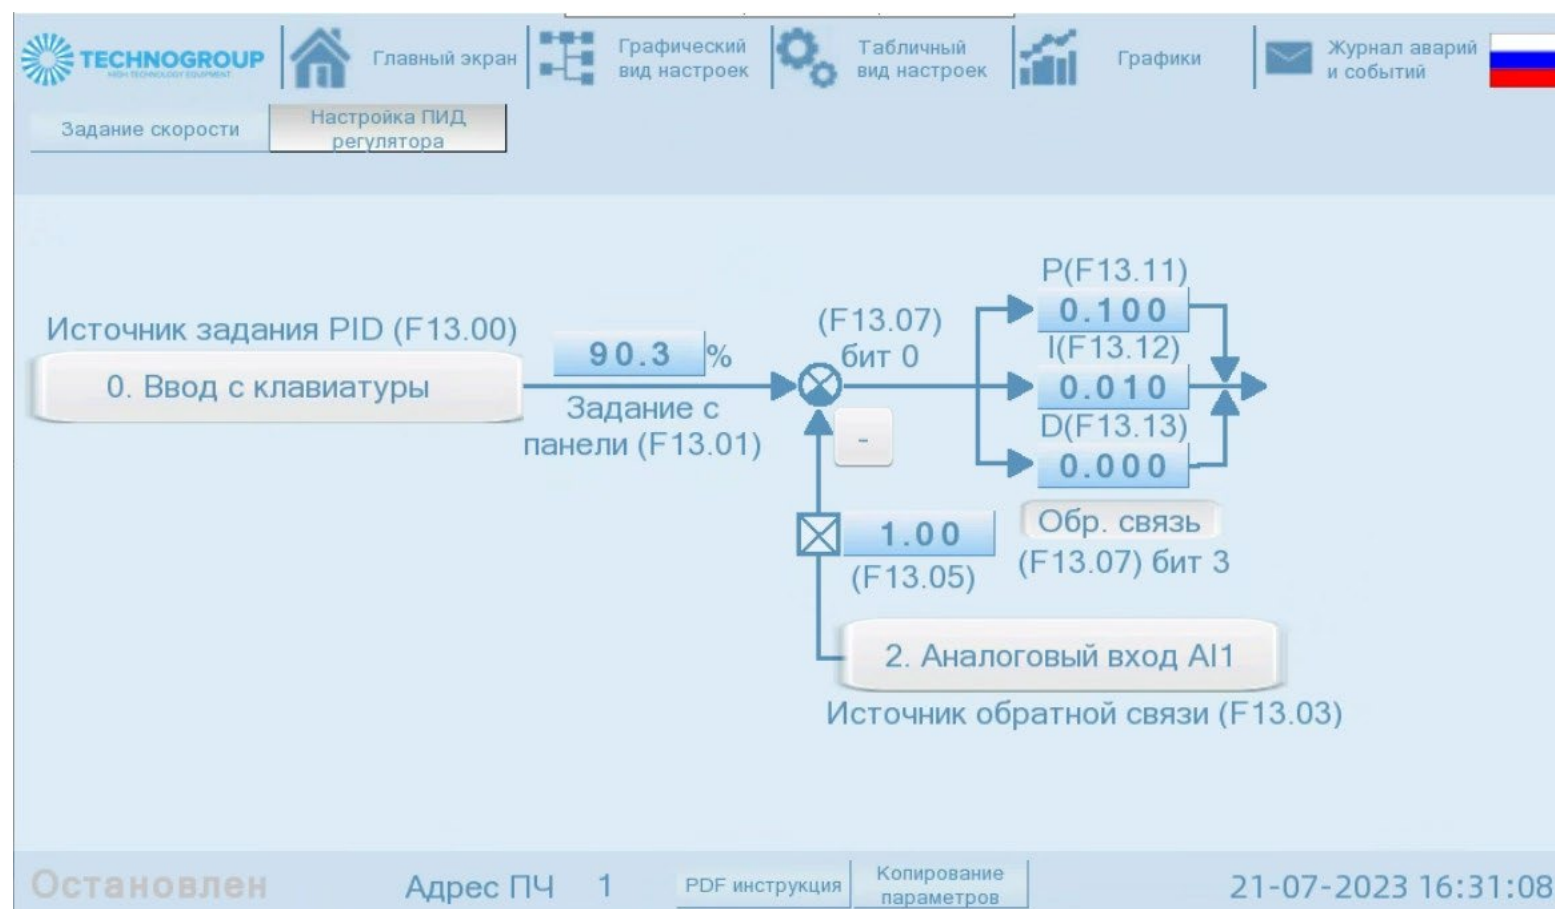 TECHNOGROUP
HIGH TECHNOLOGY EQUIPMENT
Главный экран
Графический
вид настроек
Табличный
вид настроек
Графики
Журнал аварий
и событий
Задание скорости
Настройка ПИД
регулятора
Источник задания PID (F13.00)
0. Ввод с клавиатуры
90.3 %
Задание с
панели (F13.01)
(F13.07)
бит 0
-
P(F13.11)
0.100
I(F13.12)
0.010
D(F13.13)
0.000
1.00
(F13.05)
Обр. связь
(F13.07) бит 3
2. Аналоговый вход AI1
Источник обратной связи (F13.03)
Остановлен
Адрес ПЧ 1
PDF инструкция
Копирование
параметров
21-07-2023 16:31:08